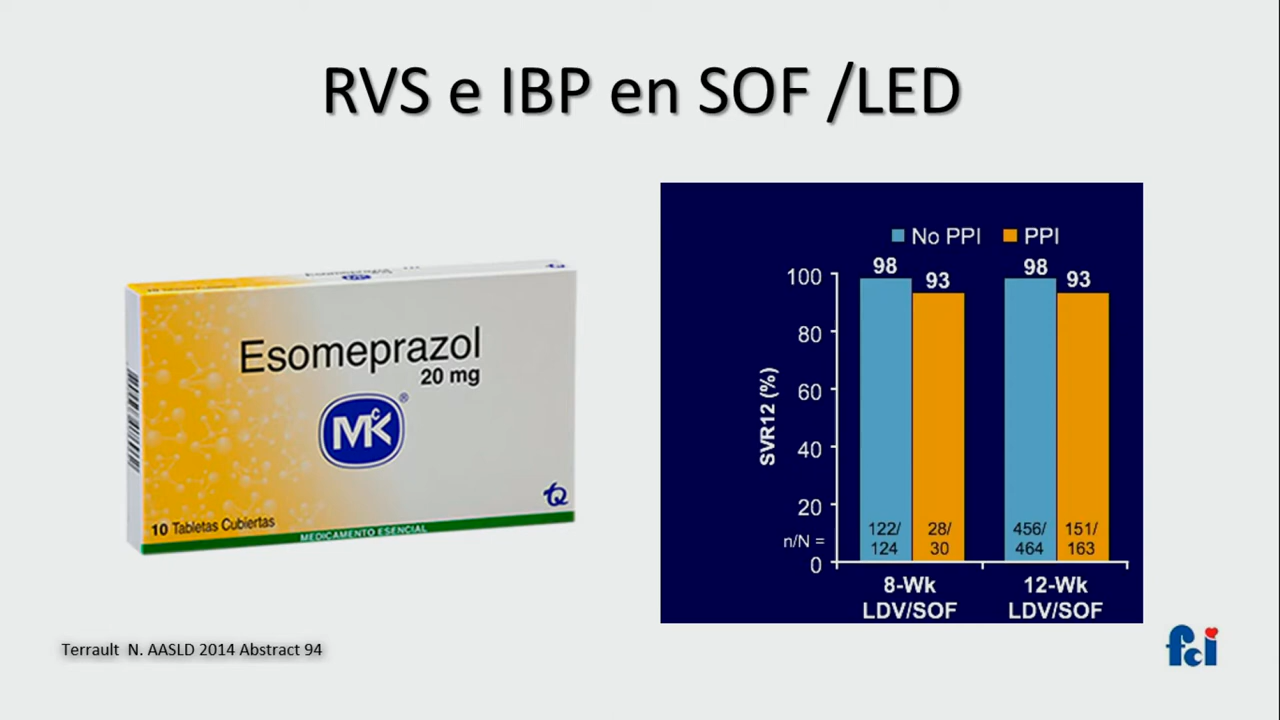 RVS e IBP en SOF /LED
Esomeprazol
20 mg
McK
®
10 Tabletas Cubiertas
MEDICAMENTO ESENCIAL
TQ
No PPI PPI
98 93 98 93
100
80
60
40
20
0
SVR12 (%)
n/N =
122/ 28/ 456/ 151/
124 30 464 163
8-Wk 12-Wk
LDV/SOF LDV/SOF
Terrault N. AASLD 2014 Abstract 94
fci